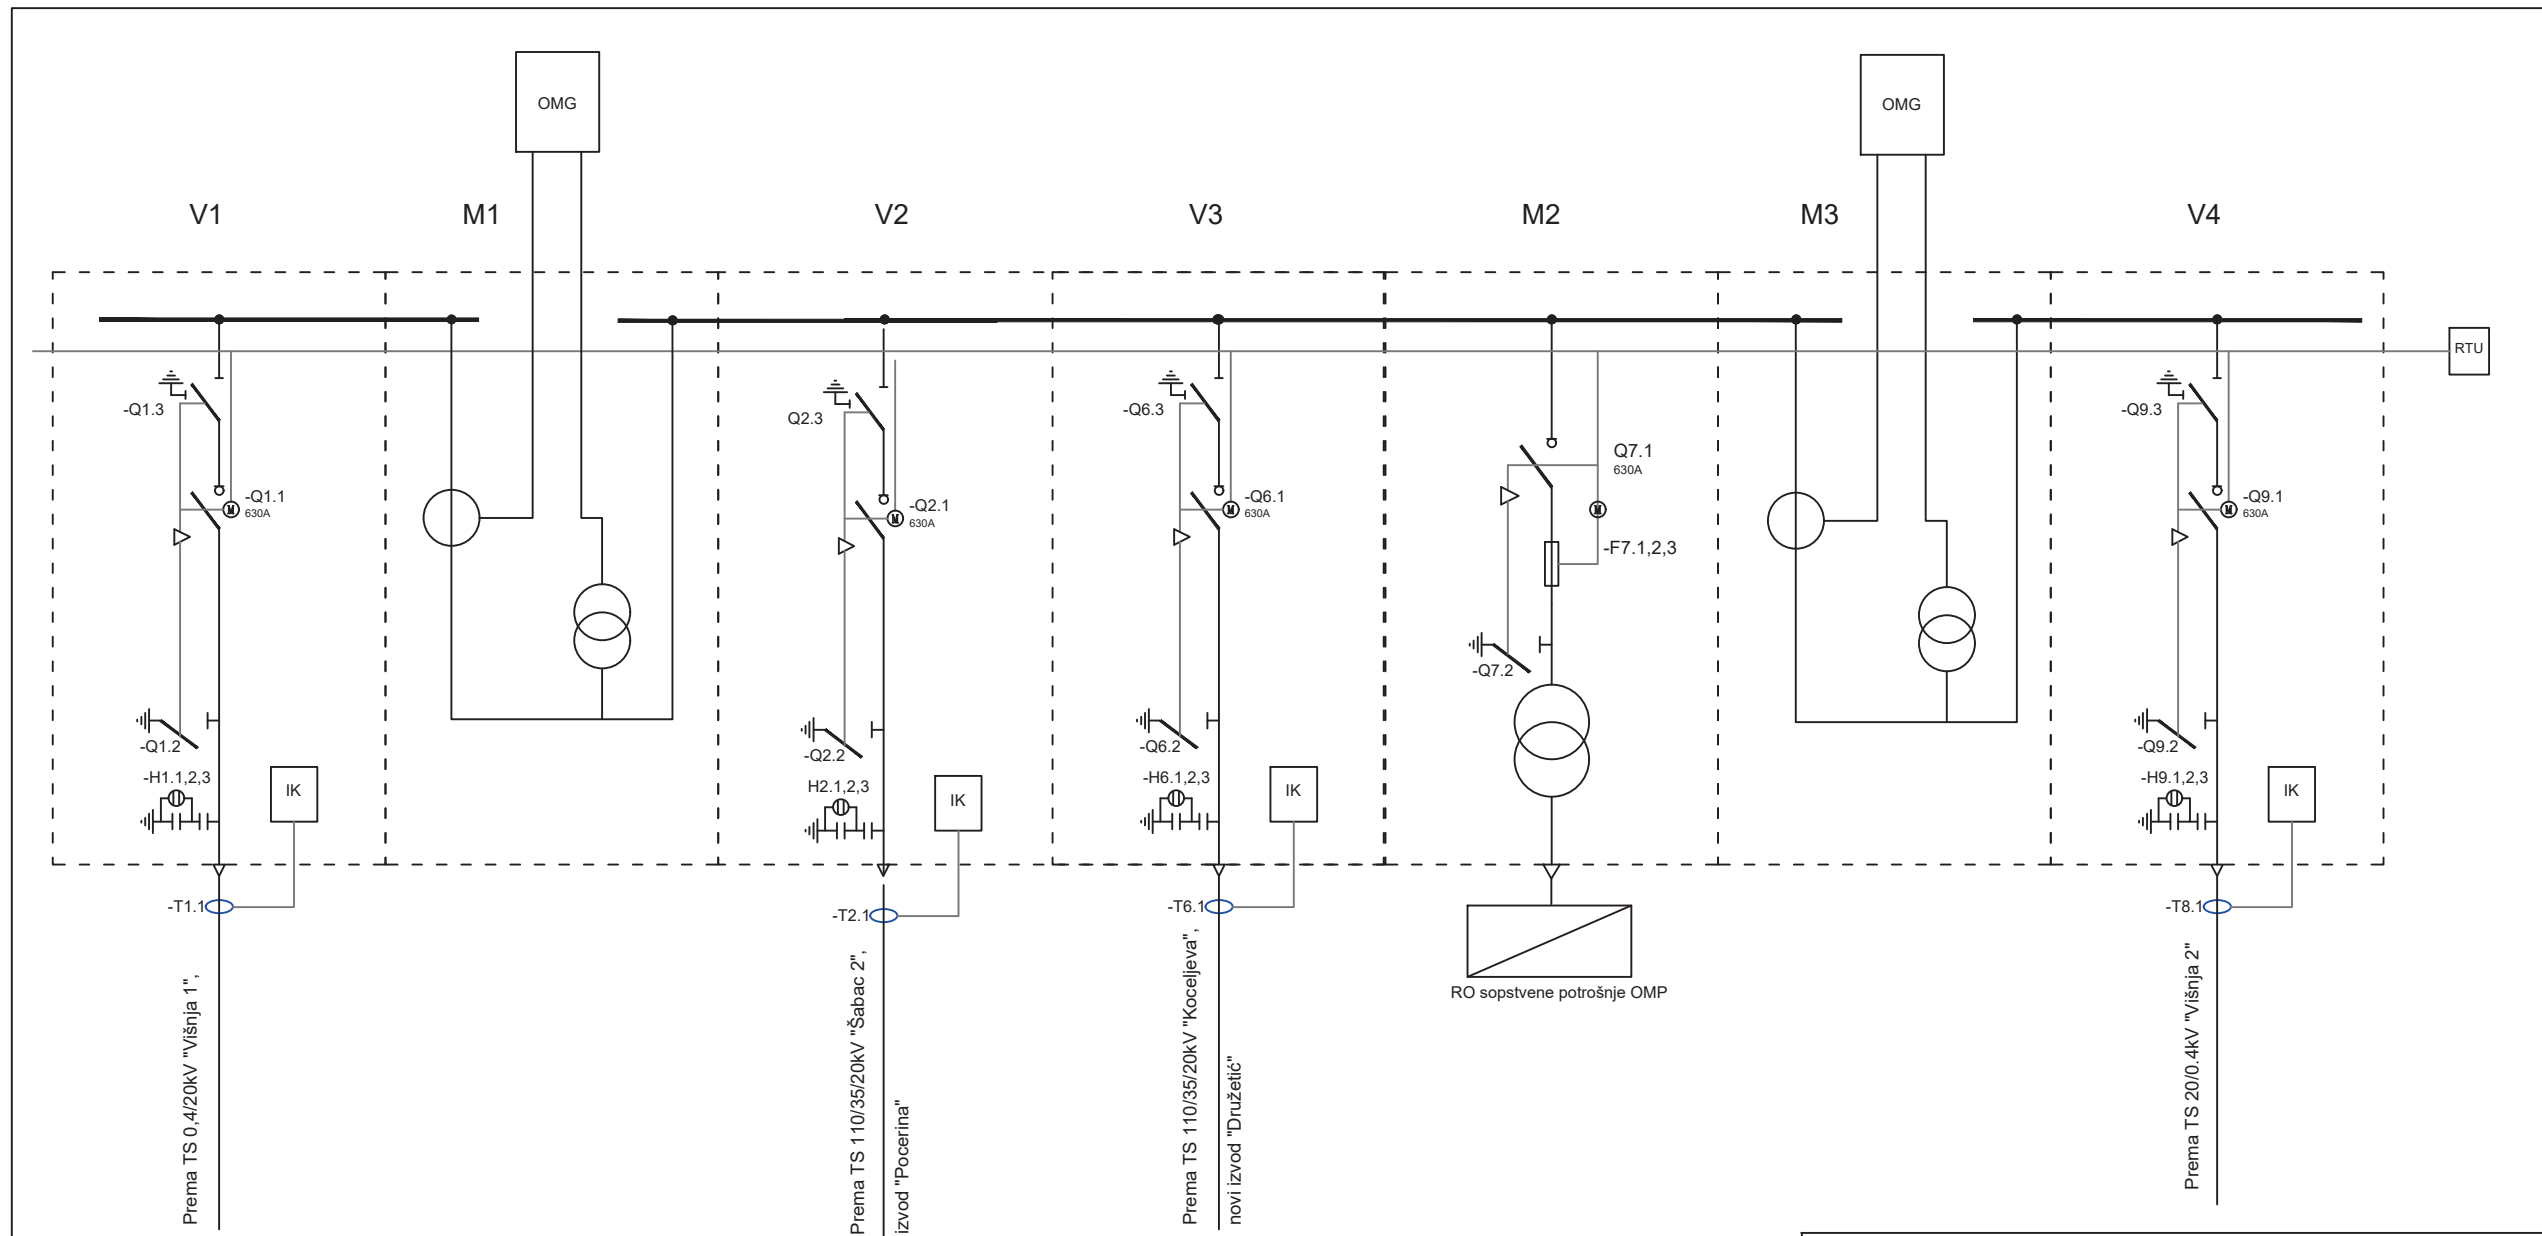 OMG
OMG
V1
M1
V2
V3
M2
M3
V4
RTU
-Q1.3
Q2.3
-Q6.3
-Q9.3
-Q1.1
630A
M
-Q2.1
630A
M
-Q6.1
630A
M
Q7.1
630A
M
-Q9.1
630A
M
-F7.1,2,3
-Q7.2
-Q1.2
-Q2.2
-Q6.2
-Q9.2
-H1.1,2,3
H2.1,2,3
-H6.1,2,3
-H9.1,2,3
IK
IK
IK
IK
-T1.1
-T2.1
-T6.1
-T8.1
RO sopstvene potrošnje OMP
Prema TS 0,4/20kV "Višnja 1",
Prema TS 110/35/20kV "Šabac 2",
izvod "Pocerina"
Prema TS 110/35/20kV "Koceljeva",
novi izvod "Družetić"
Prema TS 20/0.4kV "Višnja 2"